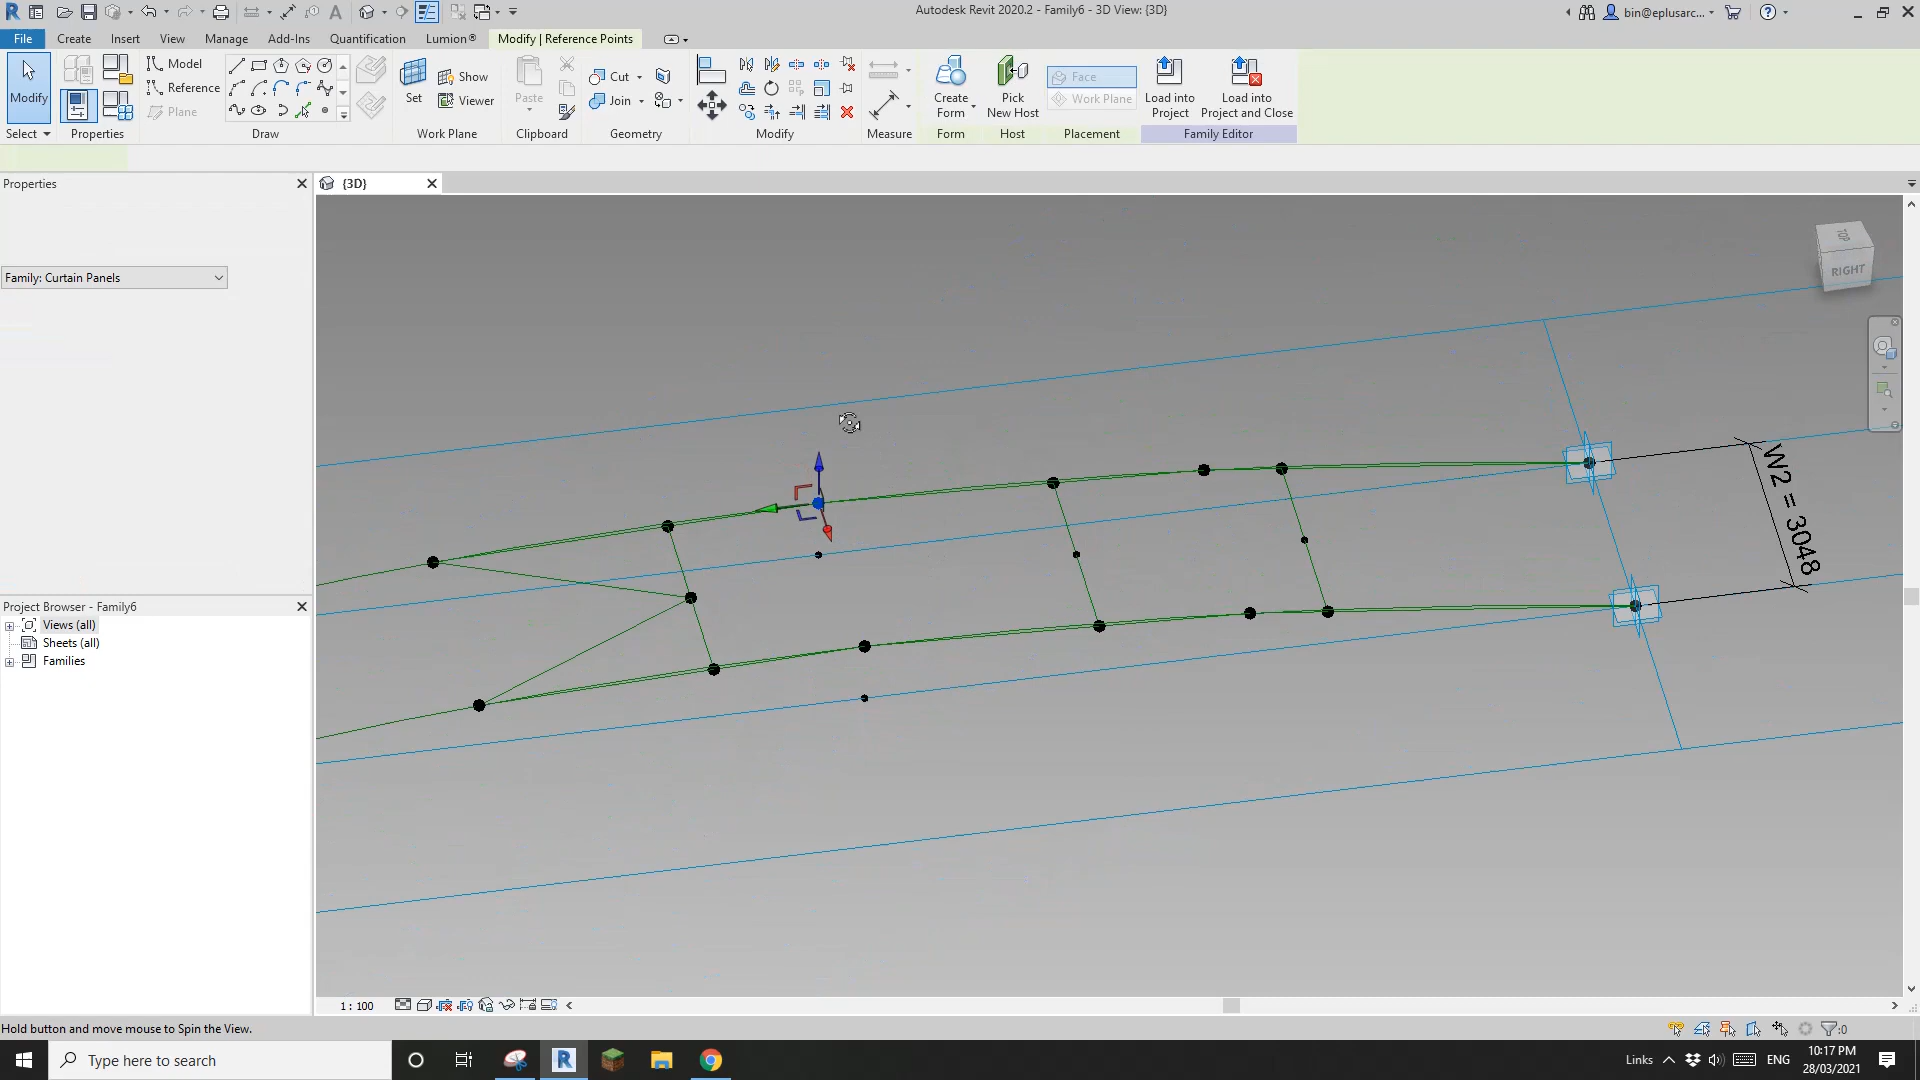 Autodesk Revit 2020.2 - Family6 - 3D View: {3D}
bin@eplusarc...
File Create Insert View Manage Add-Ins Quantification Lumion® Modify | Reference Points
Modify
Model
Reference
Plane
Set
Show
Viewer
Paste
Cut
Join
Create
Form
Pick
New Host
Face
Work Plane
Load into
Project
Load into
Project and Close
Select Properties Draw Work Plane Clipboard Geometry Modify Measure Form Host Placement Family Editor
Properties
{3D}
Family: Curtain Panels
TOP
RIGHT
W2 = 3048
Project Browser - Family6
Views (all)
Sheets (all)
Families
1 : 100
Hold button and move mouse to Spin the View.
:0
Type here to search
Links
ENG
10:17 PM
28/03/2021